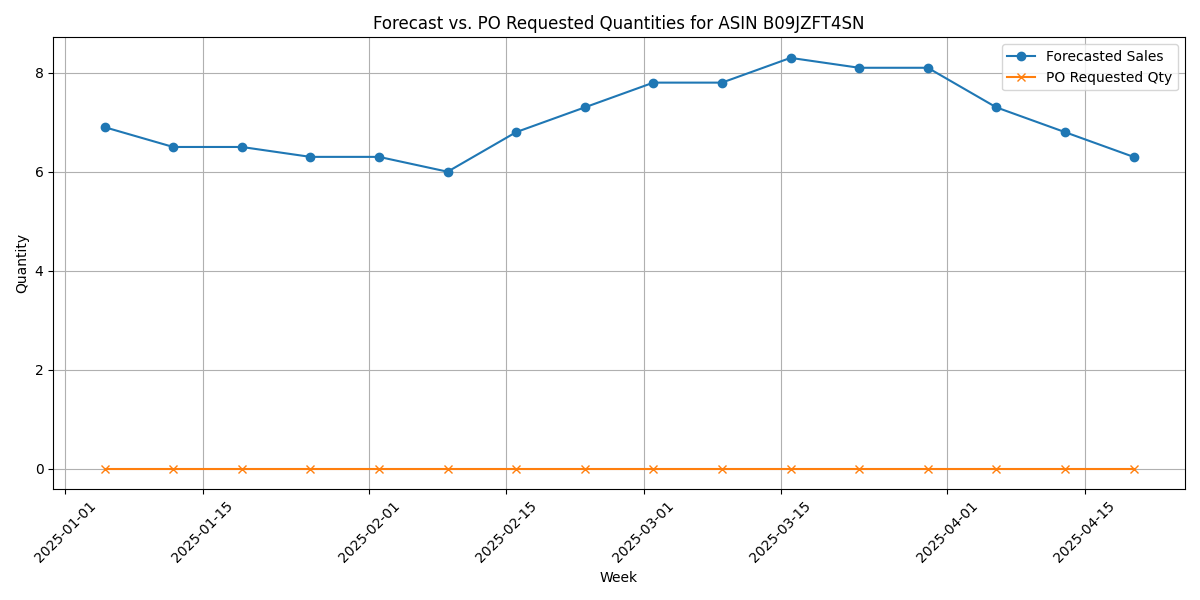 Forecast vs. PO Requested Quantities for ASIN B09JZFT4SN
Forecasted Sales
PO Requested Qty
Quantity
8
6
4
2
0
2025-01-01
2025-01-15
2025-02-01
2025-02-15
2025-03-01
2025-03-15
2025-04-01
2025-04-15
Week